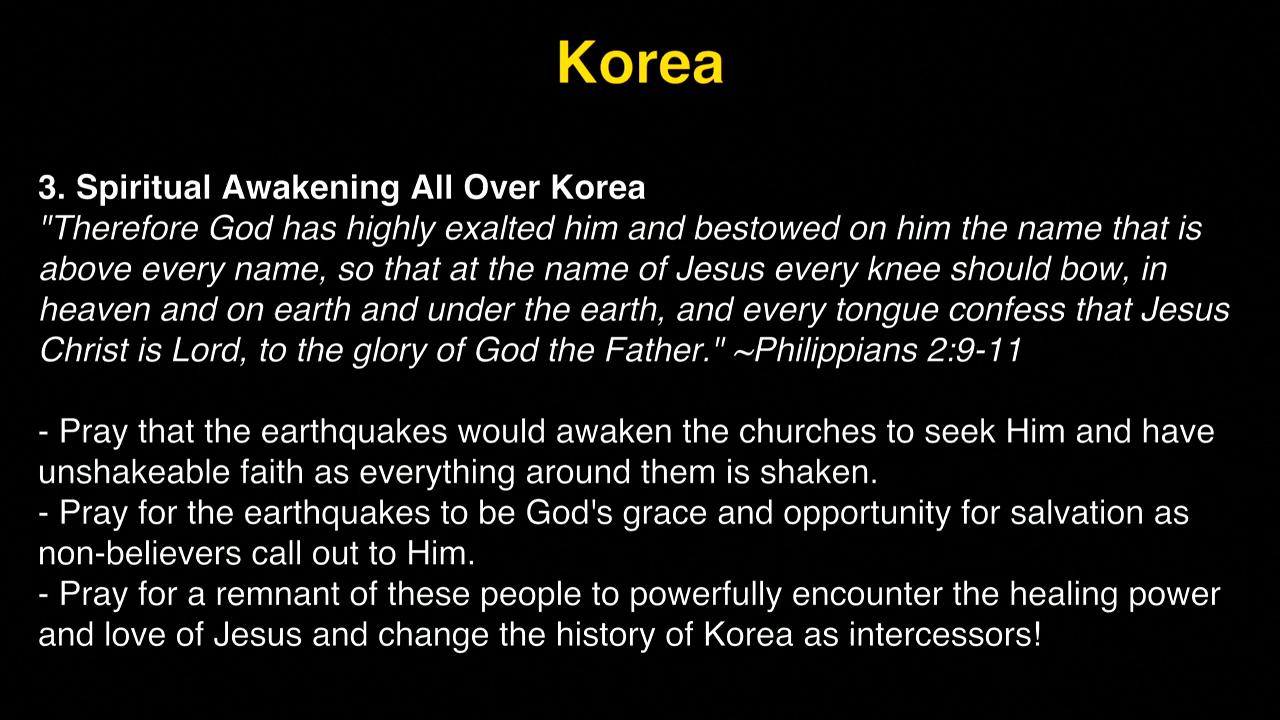 Korea
3. Spiritual Awakening All Over Korea
"Therefore God has highly exalted him and bestowed on him the name that is
above every name, so that at the name of Jesus every knee should bow, in
heaven and on earth and under the earth, and every tongue confess that Jesus
Christ is Lord, to the glory of God the Father." ~Philippians 2:9-11
- Pray that the earthquakes would awaken the churches to seek Him and have
unshakeable faith as everything around them is shaken.
- Pray for the earthquakes to be God's grace and opportunity for salvation as
non-believers call out to Him.
- Pray for a remnant of these people to powerfully encounter the healing power
and love of Jesus and change the history of Korea as intercessors!